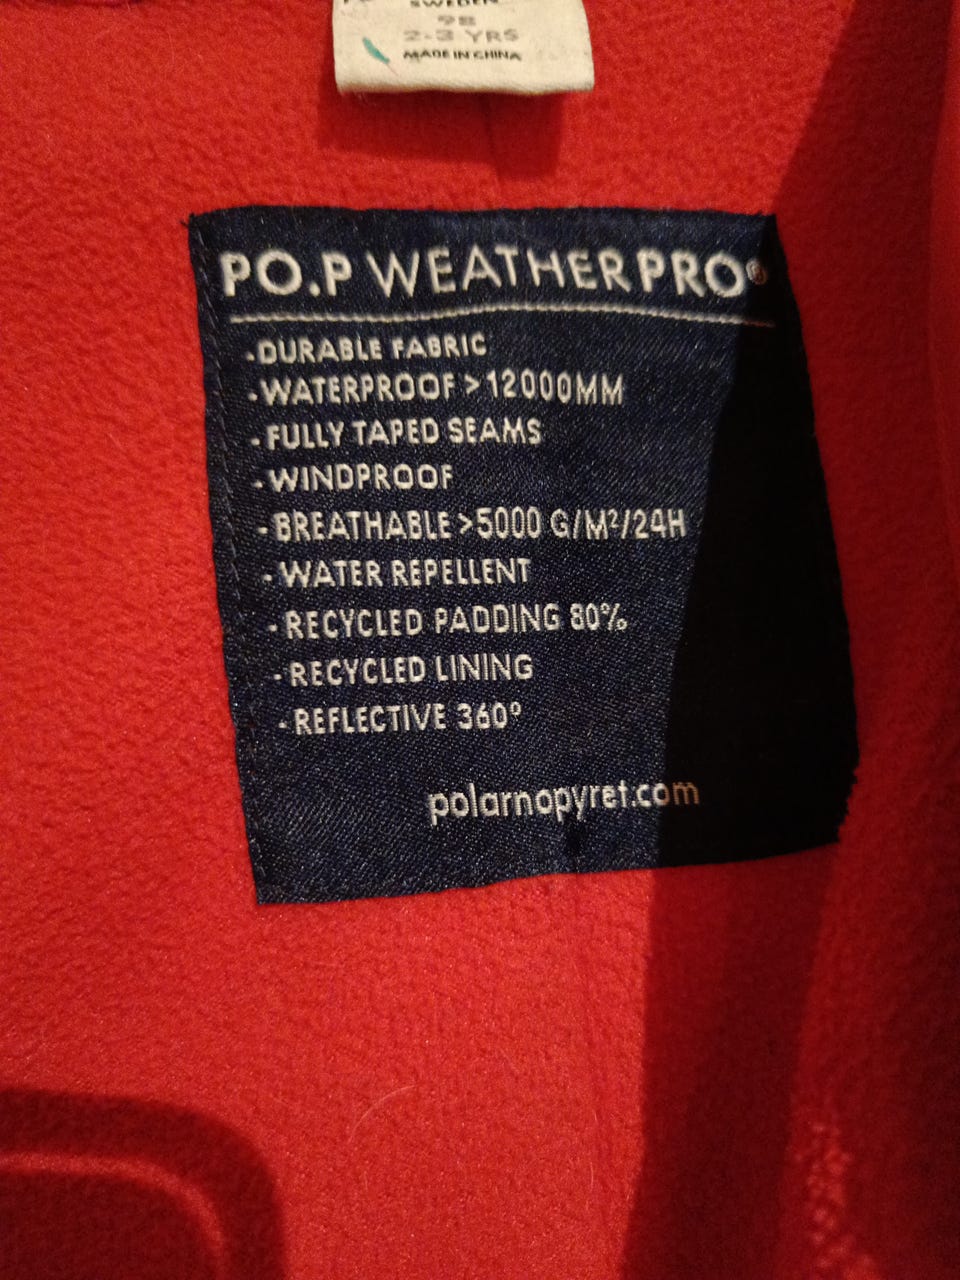 SWEDEN
98
2-3 YRS
MADE IN CHINA
PO.P WEATHERPRO®
-DURABLE FABRIC
-WATERPROOF > 12000MM
-FULLY TAPED SEAMS
-WINDPROOF
-BREATHABLE >5000 G/M²/24H
-WATER REPELLENT
-RECYCLED PADDING 80%
-RECYCLED LINING
-REFLECTIVE 360°
polarnopyret.com